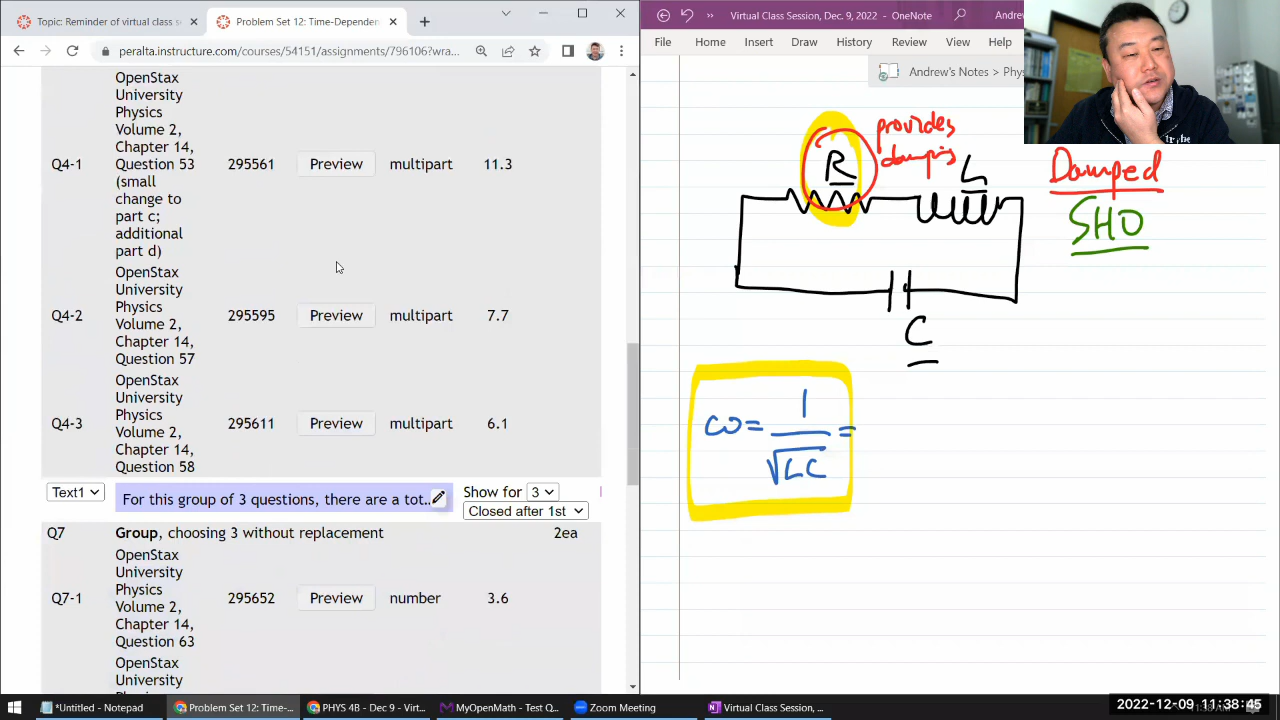 Topic: Reminder of virtual class s
Problem Set 12: Time-Depender
peralta.instructure.com/courses/54151/assignments/796106?wra...
OpenStax
University
Physics
Volume 2,
Chapter 14,
Q4-1 Question 53 295561 Preview multipart 11.3
(small
change to
part c;
additional
part d)
OpenStax
University
Physics
Q4-2 Volume 2, 295595 Preview multipart 7.7
Chapter 14,
Question 57
OpenStax
University
Physics
Q4-3 Volume 2, 295611 Preview multipart 6.1
Chapter 14,
Question 58
Text1 For this group of 3 questions, there are a tot.. Show for 3
Closed after 1st
Q7 Group, choosing 3 without replacement 2ea
OpenStax
University
Physics
Q7-1 Volume 2, 295652 Preview number 3.6
Chapter 14,
Question 63
OpenStax
University
Virtual Class Session, Dec. 9, 2022 - OneNote
Andrew
File Home Insert Draw History Review View Help
Andrew's Notes > Phys
provides
damping
R
L
C
Damped
SHO
ω = 1/√LC =
*Untitled - Notepad
Problem Set 12: Time-...
PHYS 4B - Dec 9 - Virt...
MyOpenMath - Test Q...
Zoom Meeting
Virtual Class Session, ...
2022-12-09 11:38:45